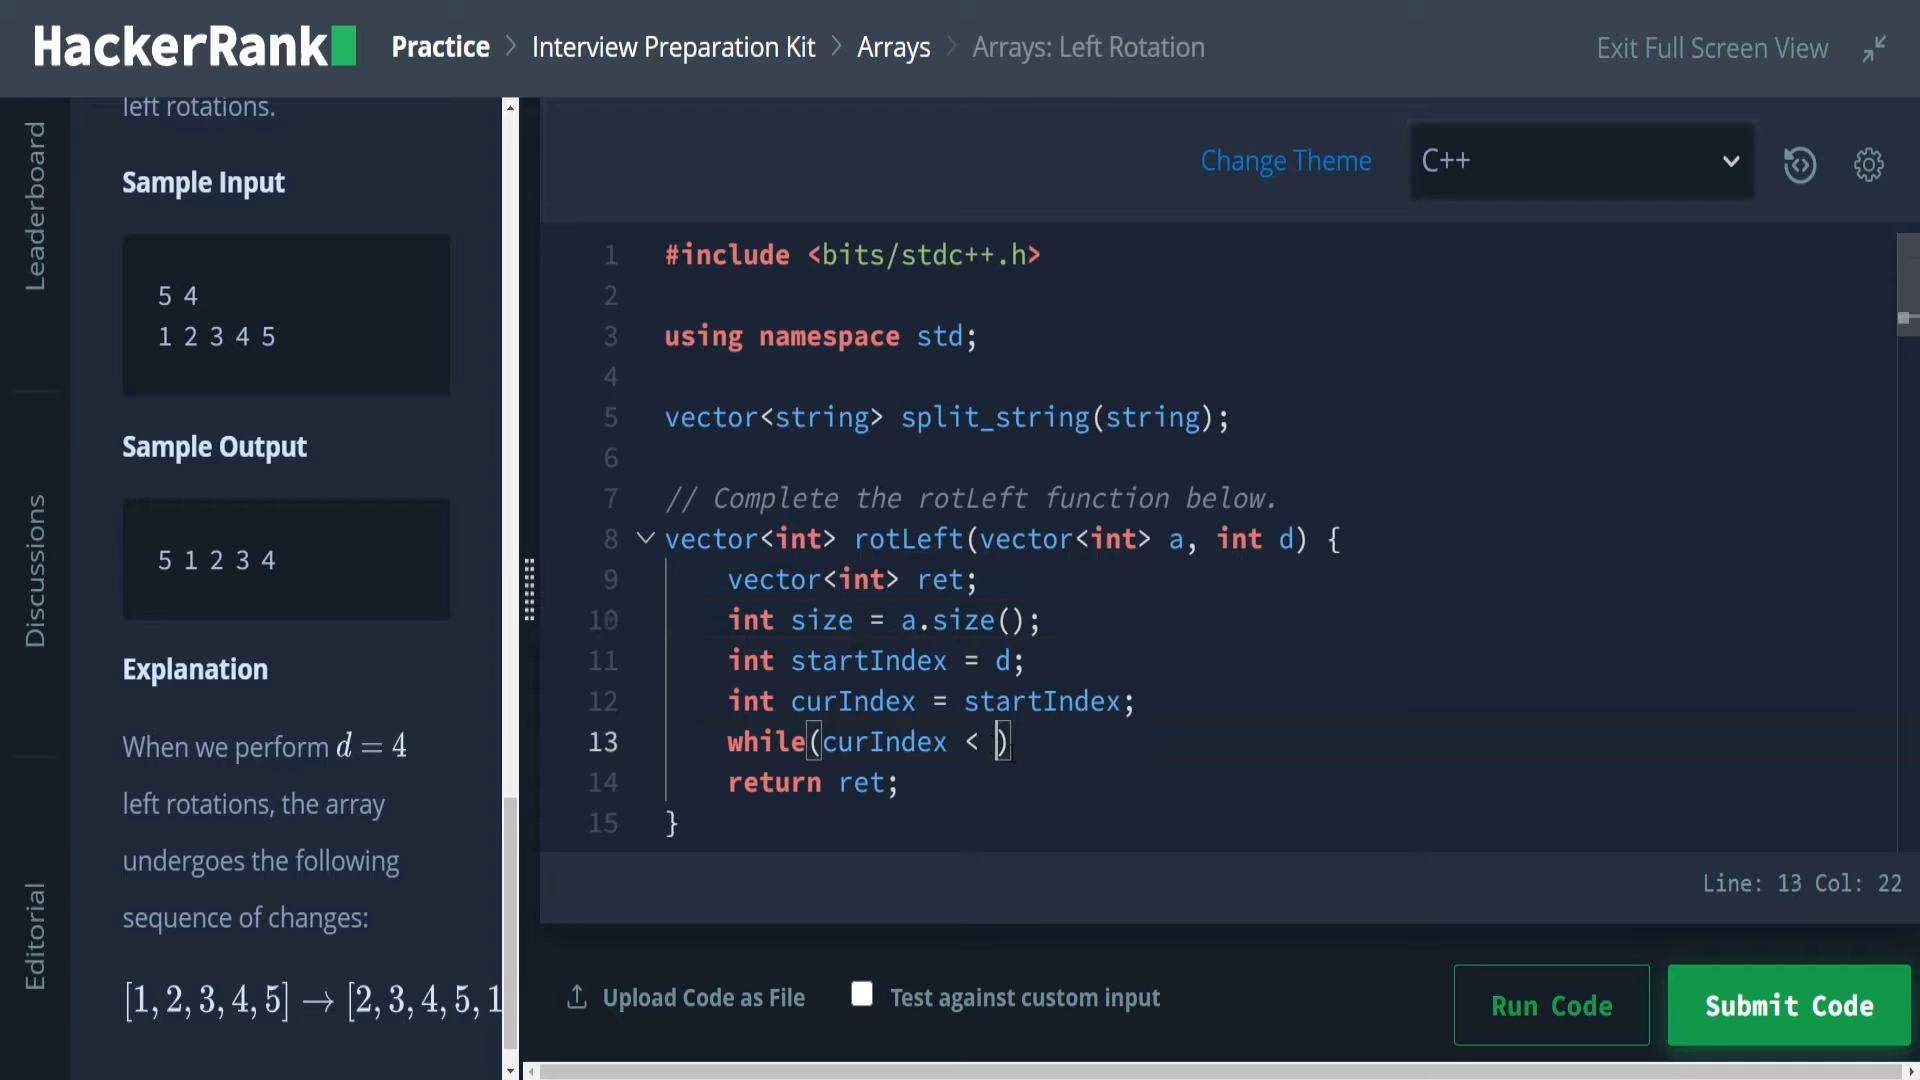 HackerRank Practice > Interview Preparation Kit > Arrays > Arrays: Left Rotation Exit Full Screen View
Leaderboard
Discussions
Editorial
left rotations.
Sample Input
5 4
1 2 3 4 5
Sample Output
5 1 2 3 4
Explanation
When we perform d = 4
left rotations, the array
undergoes the following
sequence of changes:
[1, 2, 3, 4, 5] → [2, 3, 4, 5, 1
Change Theme C++
1 #include <bits/stdc++.h>
2
3 using namespace std;
4
5 vector<string> split_string(string);
6
7 // Complete the rotLeft function below.
8 vector<int> rotLeft(vector<int> a, int d) {
9 vector<int> ret;
10 int size = a.size();
11 int startIndex = d;
12 int curIndex = startIndex;
13 while(curIndex < )
14 return ret;
15 }
Line: 13 Col: 22
Upload Code as File Test against custom input Run Code Submit Code